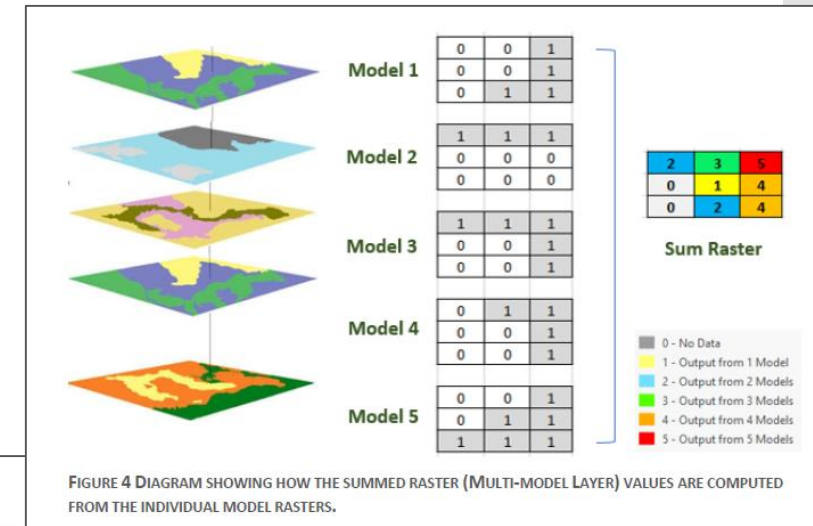 Model 1
0 0 1
0 0 1
0 1 1
Model 2
1 1 1
0 0 0
0 0 0
Model 3
1 1 1
0 0 1
0 0 1
Model 4
0 1 1
0 0 1
0 0 1
Model 5
0 0 1
0 1 1
1 1 1
2 3 5
0 1 4
0 2 4
Sum Raster
0 - No Data
1 - Output from 1 Model
2 - Output from 2 Models
3 - Output from 3 Models
4 - Output from 4 Models
5 - Output from 5 Models
FIGURE 4 DIAGRAM SHOWING HOW THE SUMMED RASTER (MULTI-MODEL LAYER) VALUES ARE COMPUTED
FROM THE INDIVIDUAL MODEL RASTERS.